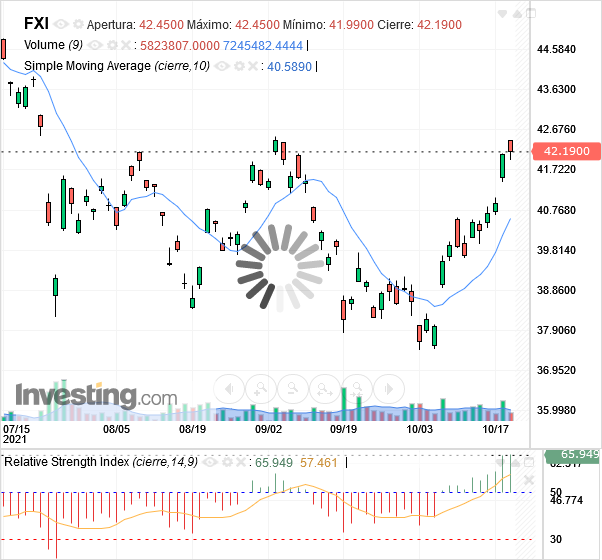 FXI Apertura: 42.4500 Máximo: 42.4500 Mínimo: 41.9900 Cierre: 42.1900
Volume (9) : 5823807.0000 7245482.4444 |
Simple Moving Average (cierre,10) : 40.5890 |
44.5840
43.6300
42.6760
42.1900
41.7220
40.7680
39.8140
38.8600
37.9060
36.9520
35.9980
Investing.com
07/15 08/05 08/19 09/02 09/19 10/03 10/17
2021
Relative Strength Index (cierre,14,9) : 65.949 57.461 |
65.949
50
46.774
30